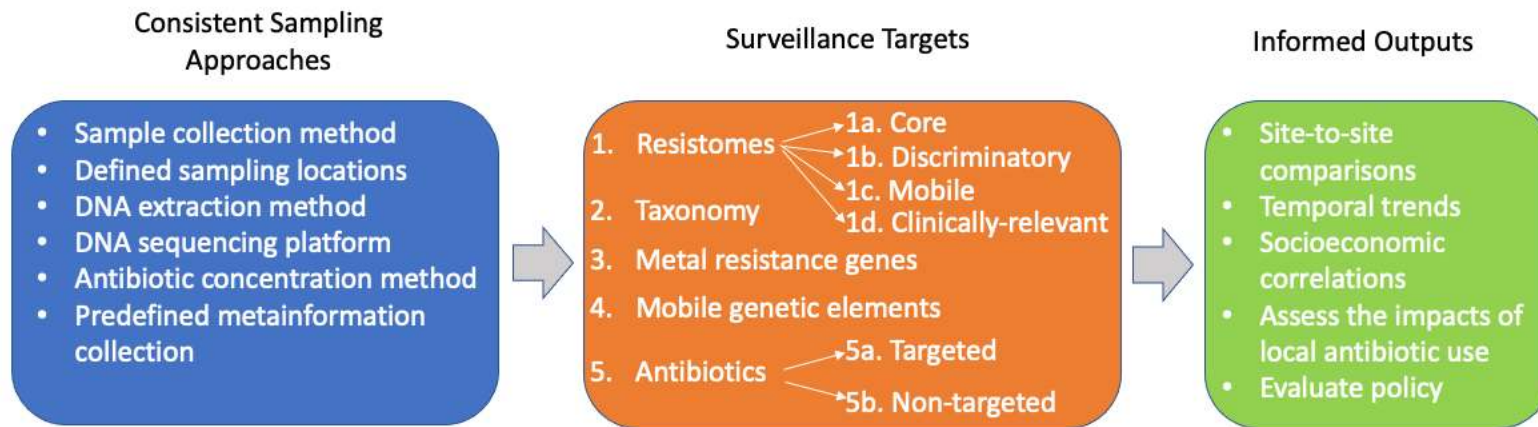 Consistent Sampling
Approaches
• Sample collection method
• Defined sampling locations
• DNA extraction method
• DNA sequencing platform
• Antibiotic concentration method
• Predefined metainformation
collection
Surveillance Targets
1. Resistomes
1a. Core
1b. Discriminatory
1c. Mobile
1d. Clinically-relevant
2. Taxonomy
3. Metal resistance genes
4. Mobile genetic elements
5. Antibiotics
5a. Targeted
5b. Non-targeted
Informed Outputs
• Site-to-site
comparisons
• Temporal trends
• Socioeconomic
correlations
• Assess the impacts of
local antibiotic use
• Evaluate policy